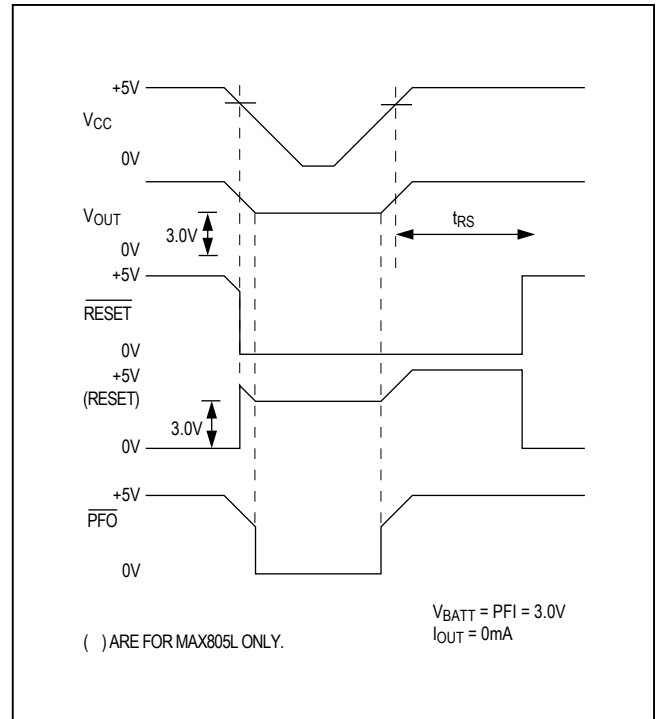 +5V
VCC
0V
VOUT
3.0V
tRS
0V
+5V
RESET
0V
+5V
(RESET)
3.0V
0V
+5V
PFO
0V
VBATT = PFI = 3.0V
IOUT = 0mA
( ) ARE FOR MAX805L ONLY.